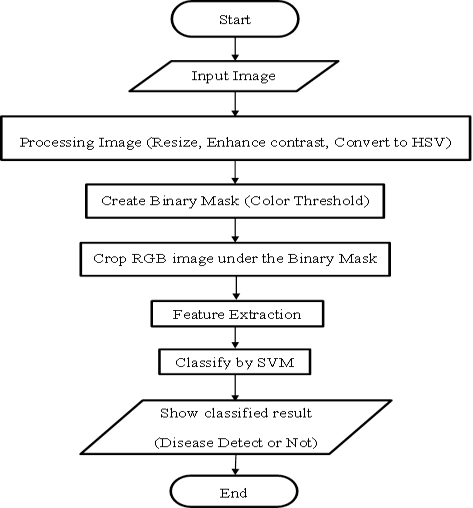 Start
Input Image
Processing Image (Resize, Enhance contrast, Convert to HSV)
Create Binary Mask (Color Threshold)
Crop RGB image under the Binary Mask
Feature Extraction
Classify by SVM
Show classified result
(Disease Detect or Not)
End